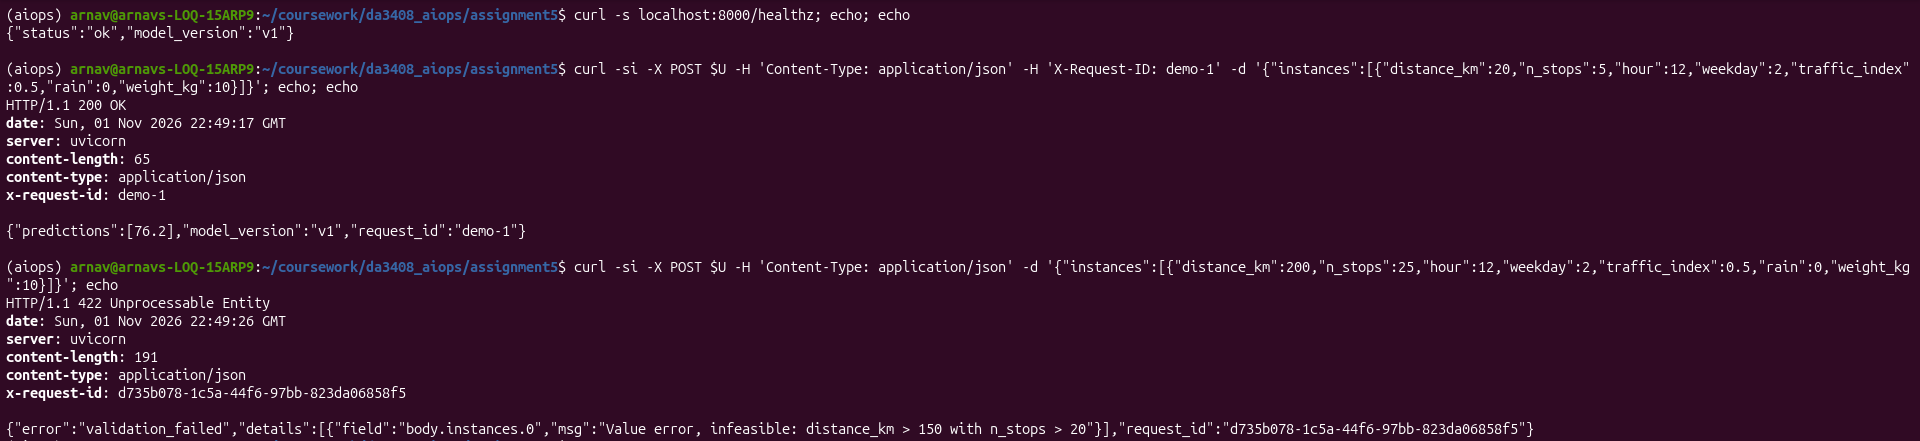 (aiops) arnav@arnavs-LOQ-15ARP9:~/coursework/da3408_aiops/assignment5$ curl -s localhost:8000/healthz; echo; echo
{"status":"ok","model_version":"v1"}
(aiops) arnav@arnavs-LOQ-15ARP9:~/coursework/da3408_aiops/assignment5$ curl -si -X POST $U -H 'Content-Type: application/json' -H 'X-Request-ID: demo-1' -d '{"instances":[{"distance_km":20,"n_stops":5,"hour":12,"weekday":2,"traffic_index"
:0.5,"rain":0,"weight_kg":10}]}'; echo; echo
HTTP/1.1 200 OK
date: Sun, 01 Nov 2026 22:49:17 GMT
server: uvicorn
content-length: 65
content-type: application/json
x-request-id: demo-1
{"predictions":[76.2],"model_version":"v1","request_id":"demo-1"}
(aiops) arnav@arnavs-LOQ-15ARP9:~/coursework/da3408_aiops/assignment5$ curl -si -X POST $U -H 'Content-Type: application/json' -d '{"instances":[{"distance_km":200,"n_stops":25,"hour":12,"weekday":2,"traffic_index":0.5,"rain":0,"weight_kg
":10}]}'; echo
HTTP/1.1 422 Unprocessable Entity
date: Sun, 01 Nov 2026 22:49:26 GMT
server: uvicorn
content-length: 191
content-type: application/json
x-request-id: d735b078-1c5a-44f6-97bb-823da06858f5
{"error":"validation_failed","details":[{"field":"body.instances.0","msg":"Value error, infeasible: distance_km > 150 with n_stops > 20"}],"request_id":"d735b078-1c5a-44f6-97bb-823da06858f5"}